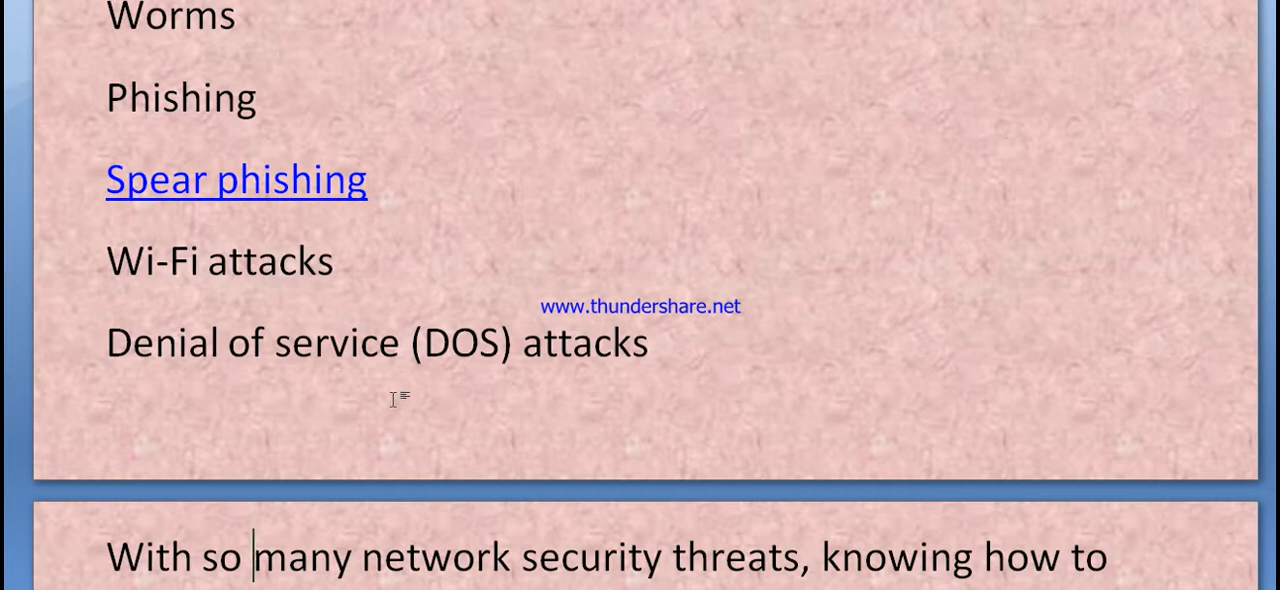 Worms
Phishing
Spear phishing
Wi-Fi attacks
www.thundershare.net
Denial of service (DOS) attacks
With so many network security threats, knowing how to